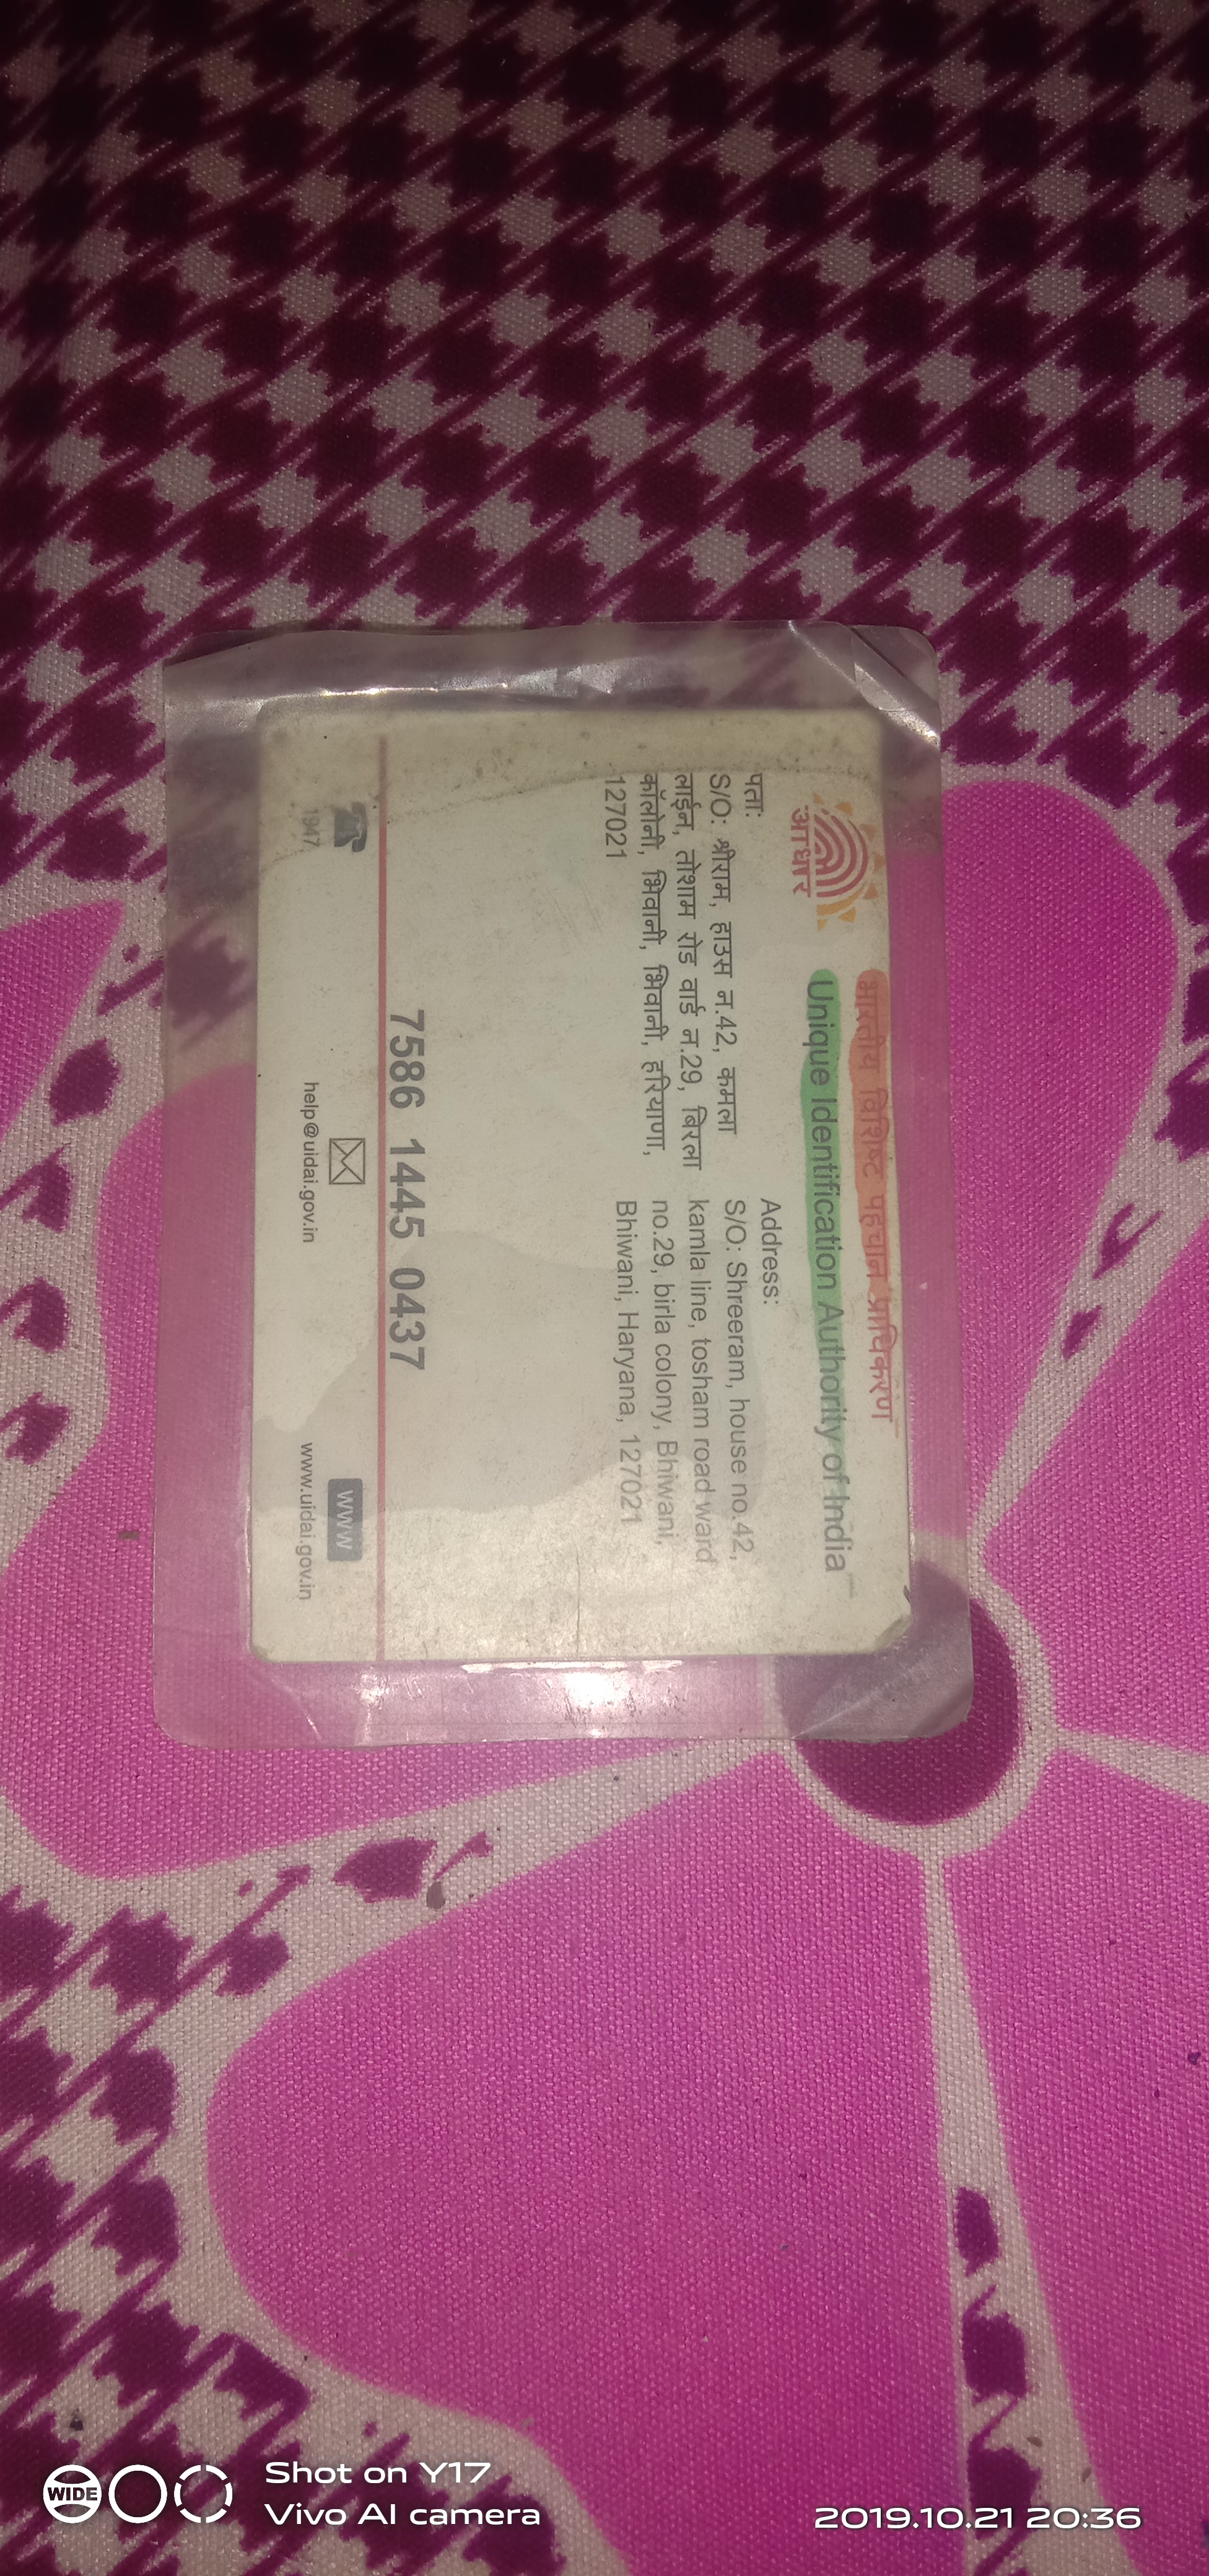 आधार
भारतीय विशिष्ट पहचान प्राधिकरण
Unique Identification Authority of India
पता:
S/O: श्रीराम, हाउस न.42, कमला
लाईन, तोशाम रोड वार्ड न.29, बिरला
कॉलोनी, भिवानी, भिवानी, हरियाणा,
127021
Address:
S/O: Shreeram, house no.42,
kamla line, tosham road ward
no.29, birla colony, Bhiwani,
Bhiwani, Haryana, 127021
7586 1445 0437
1947
help@uidai.gov.in
www
www.uidai.gov.in
WIDE
Shot on Y17
Vivo AI camera
2019.10.21 20:36